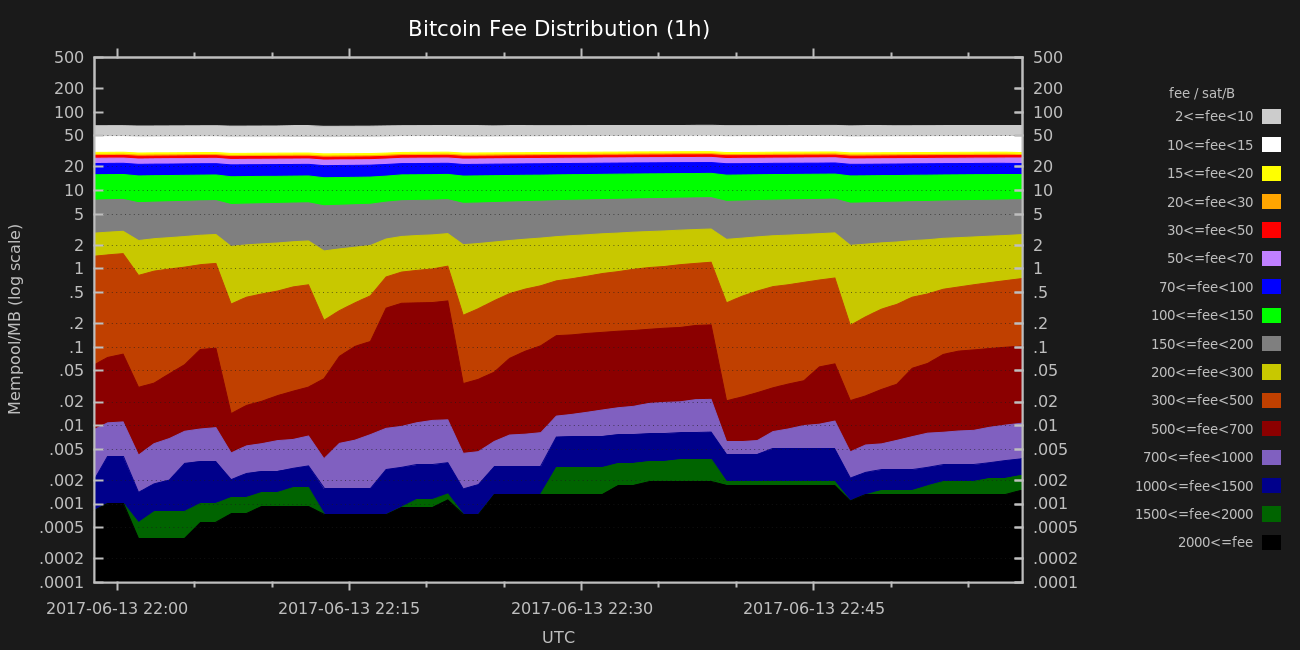 Bitcoin Fee Distribution (1h)
Mempool/MB (log scale)
500
200
100
50
20
10
5
2
1
.5
.2
.1
.05
.02
.01
.005
.002
.001
.0005
.0002
.0001
500
200
100
50
20
10
5
2
1
.5
.2
.1
.05
.02
.01
.005
.002
.001
.0005
.0002
.0001
fee / sat/B
2<=fee<10
10<=fee<15
15<=fee<20
20<=fee<30
30<=fee<50
50<=fee<70
70<=fee<100
100<=fee<150
150<=fee<200
200<=fee<300
300<=fee<500
500<=fee<700
700<=fee<1000
1000<=fee<1500
1500<=fee<2000
2000<=fee
2017-06-13 22:00 2017-06-13 22:15 2017-06-13 22:30 2017-06-13 22:45
UTC